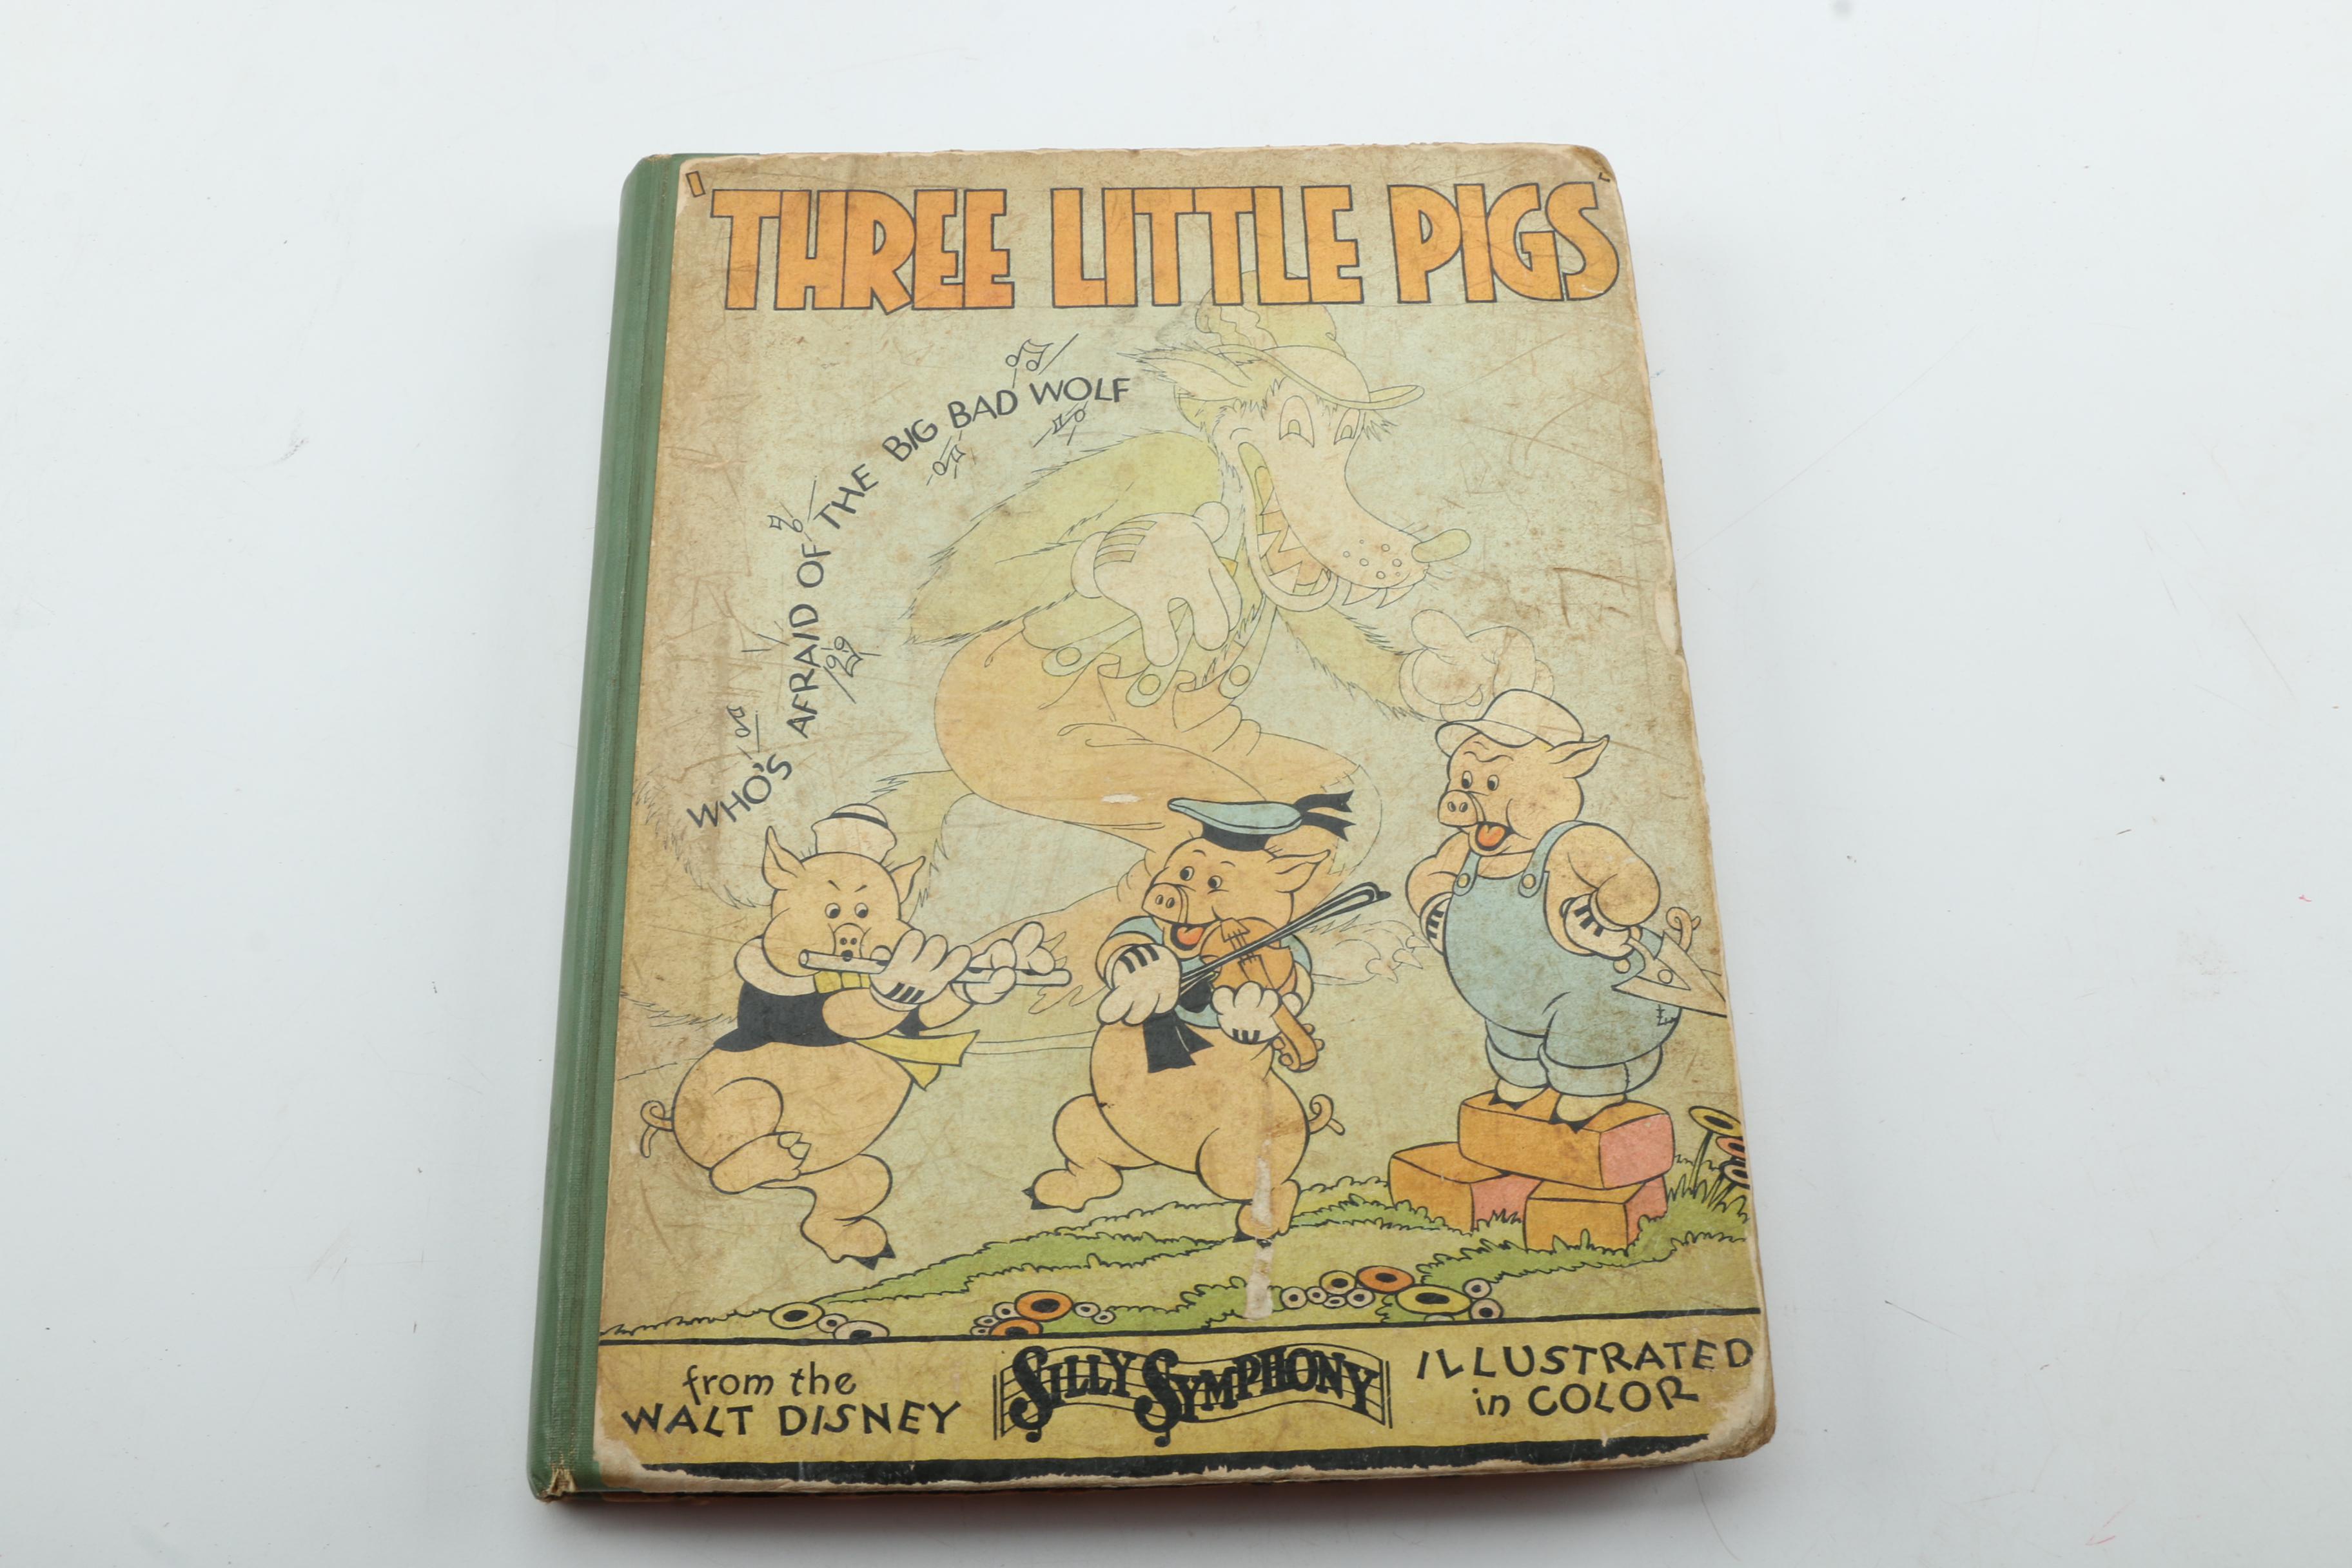 'THREE LITTLE PIGS'
WHO'S AFRAID OF THE BIG BAD WOLF
from the
WALT DISNEY
SILLY SYMPHONY
ILLUSTRATED
in COLOR